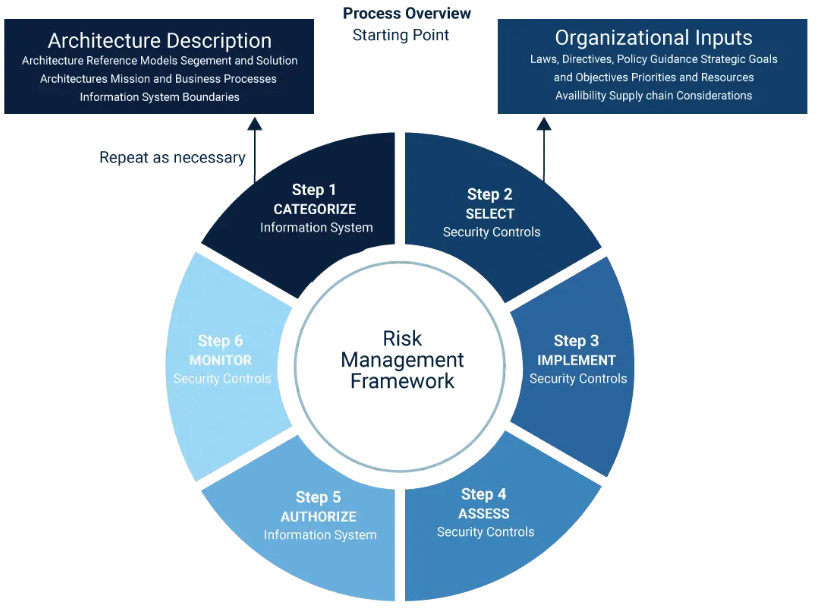 Process Overview
Starting Point
Architecture Description
Architecture Reference Models Segement and Solution
Architectures Mission and Business Processes
Information System Boundaries
Organizational Inputs
Laws, Directives, Policy Guidance Strategic Goals
and Objectives Priorities and Resources
Availibility Supply chain Considerations
Repeat as necessary
Step 1
CATEGORIZE
Information System
Step 2
SELECT
Security Controls
Step 3
IMPLEMENT
Security Controls
Step 4
ASSESS
Security Controls
Step 5
AUTHORIZE
Information System
Step 6
MONITOR
Security Controls
Risk
Management
Framework